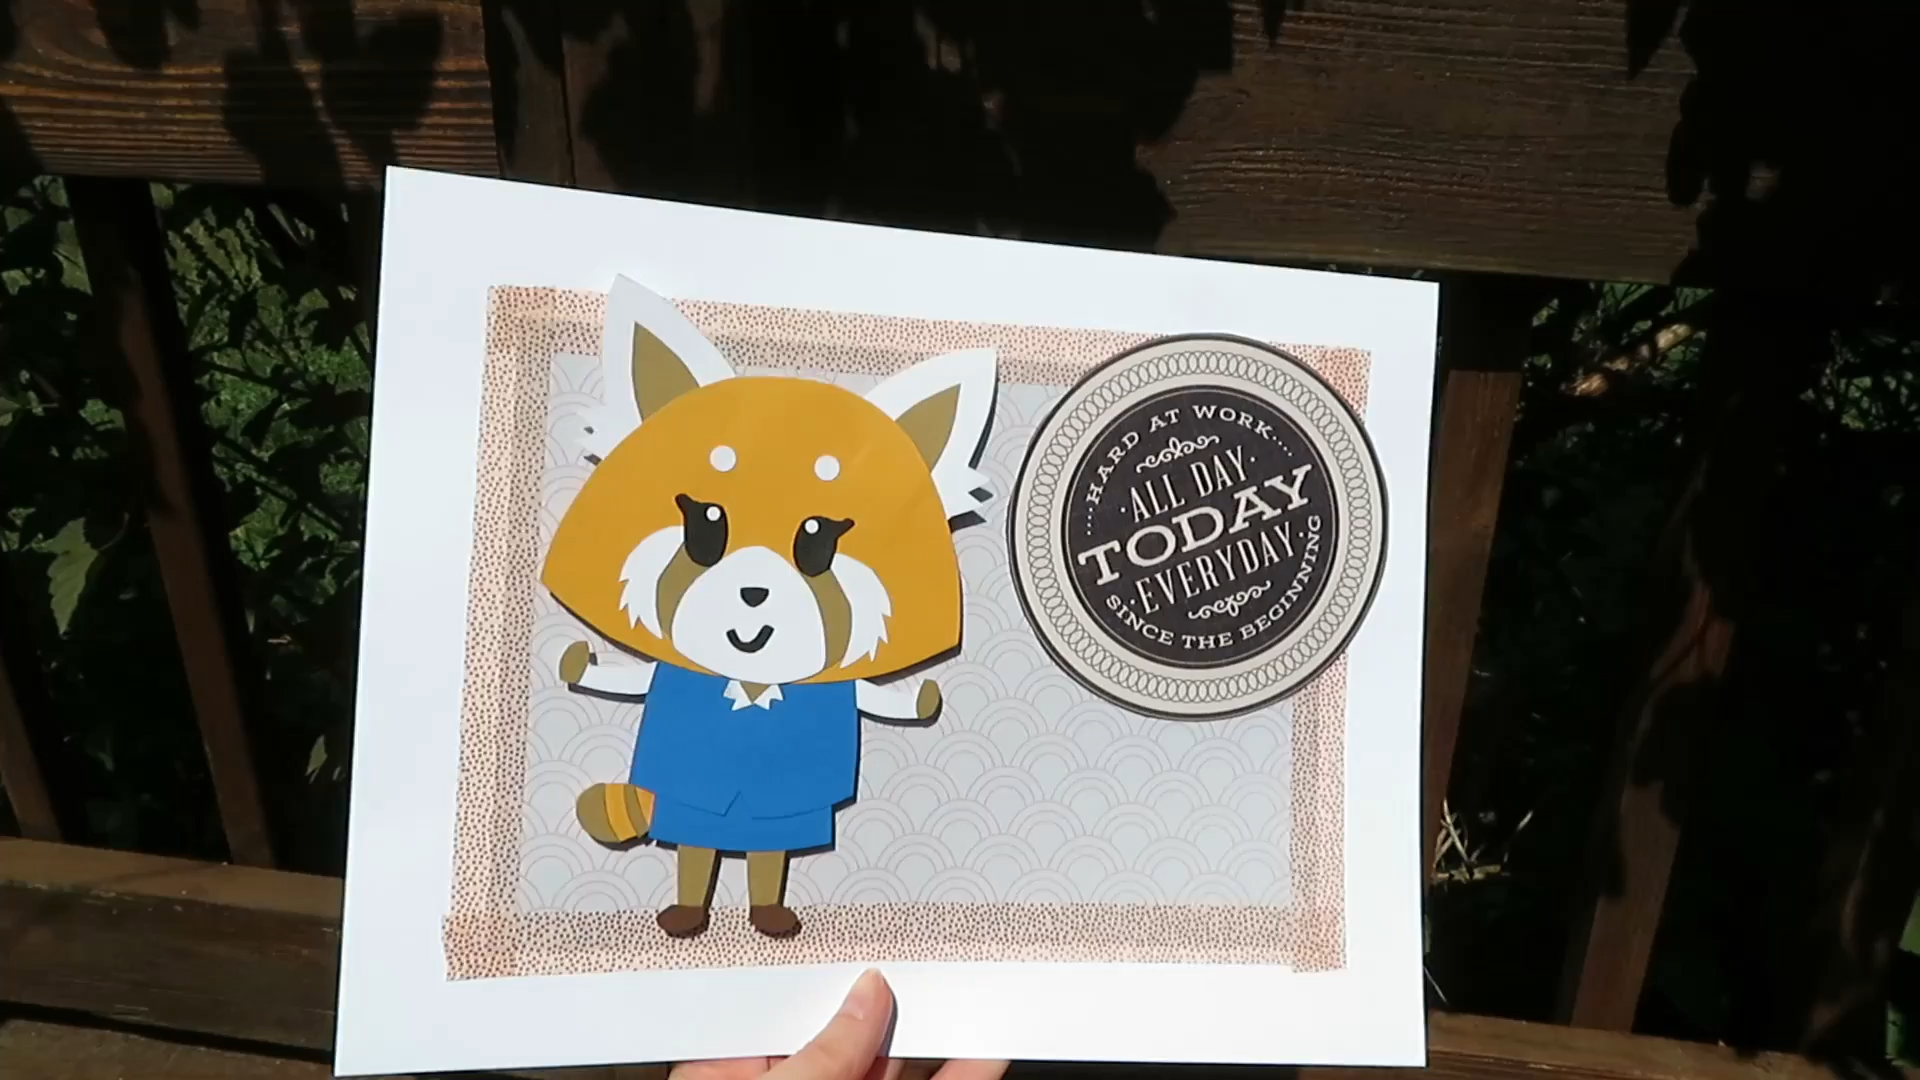 ....HARD AT WORK....
·ALL DAY·
TODAY
·EVERYDAY·
SINCE THE BEGINNING